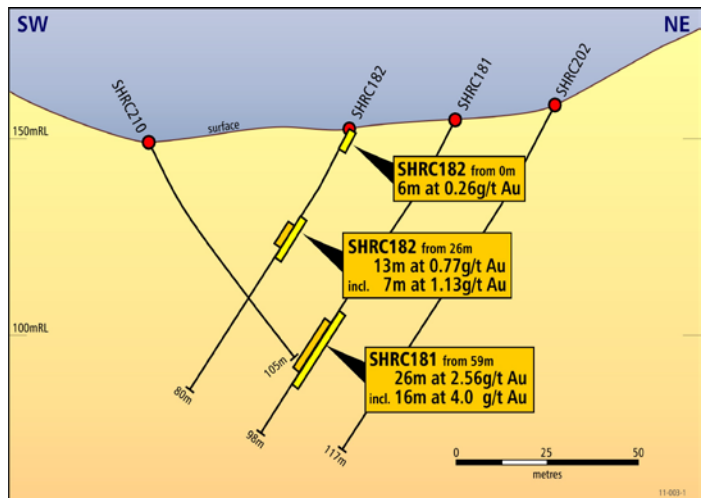 SW
NE
SHRC210
SHRC182
SHRC181
SHRC202
surface
150mRL
SHRC182 from 0m
6m at 0.26g/t Au
SHRC182 from 26m
13m at 0.77g/t Au
incl. 7m at 1.13g/t Au
100mRL
105m
SHRC181 from 59m
26m at 2.56g/t Au
incl. 16m at 4.0 g/t Au
80m
98m
117m
0 25 50
metres
11-003-1